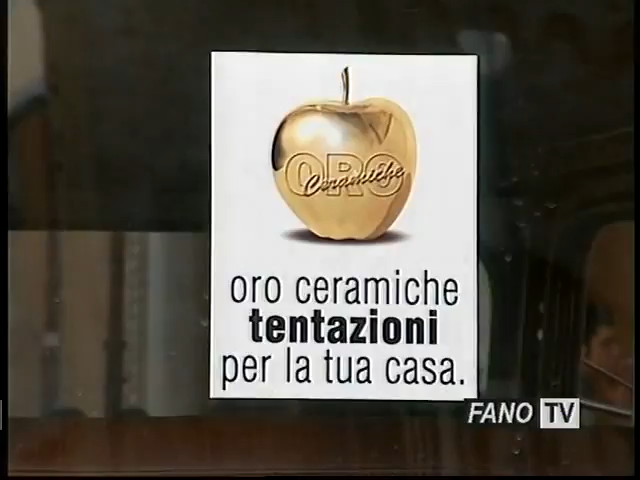 ORO
Ceramiche
oro ceramiche
tentazioni
per la tua casa.
FANO TV